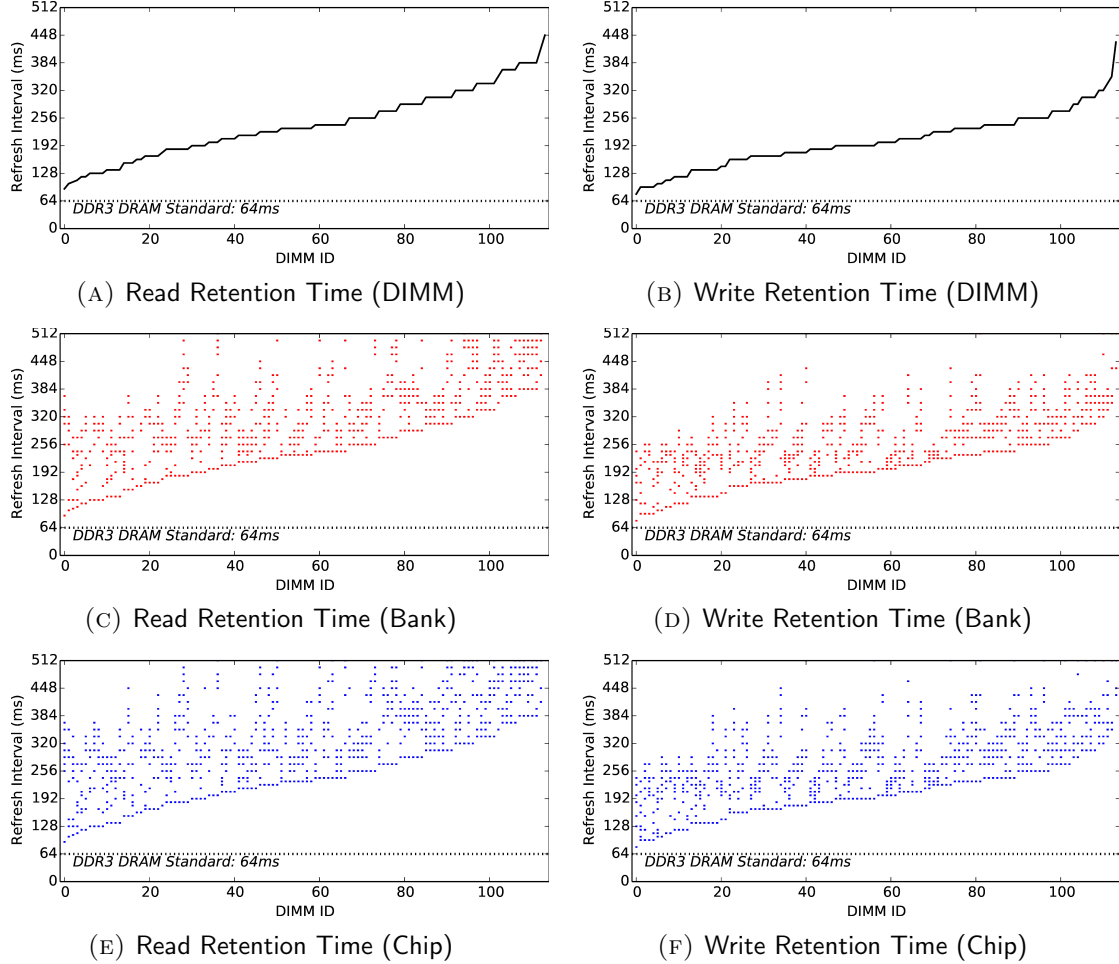 512
448
384
320
256
192
128
64
0
Refresh Interval (ms)
DDR3 DRAM Standard: 64ms
0 20 40 60 80 100
DIMM ID
(A) Read Retention Time (DIMM)
512
448
384
320
256
192
128
64
0
Refresh Interval (ms)
DDR3 DRAM Standard: 64ms
0 20 40 60 80 100
DIMM ID
(B) Write Retention Time (DIMM)
512
448
384
320
256
192
128
64
0
Refresh Interval (ms)
DDR3 DRAM Standard: 64ms
0 20 40 60 80 100
DIMM ID
(C) Read Retention Time (Bank)
512
448
384
320
256
192
128
64
0
Refresh Interval (ms)
DDR3 DRAM Standard: 64ms
0 20 40 60 80 100
DIMM ID
(D) Write Retention Time (Bank)
512
448
384
320
256
192
128
64
0
Refresh Interval (ms)
DDR3 DRAM Standard: 64ms
0 20 40 60 80 100
DIMM ID
(E) Read Retention Time (Chip)
512
448
384
320
256
192
128
64
0
Refresh Interval (ms)
DDR3 DRAM Standard: 64ms
0 20 40 60 80 100
DIMM ID
(F) Write Retention Time (Chip)